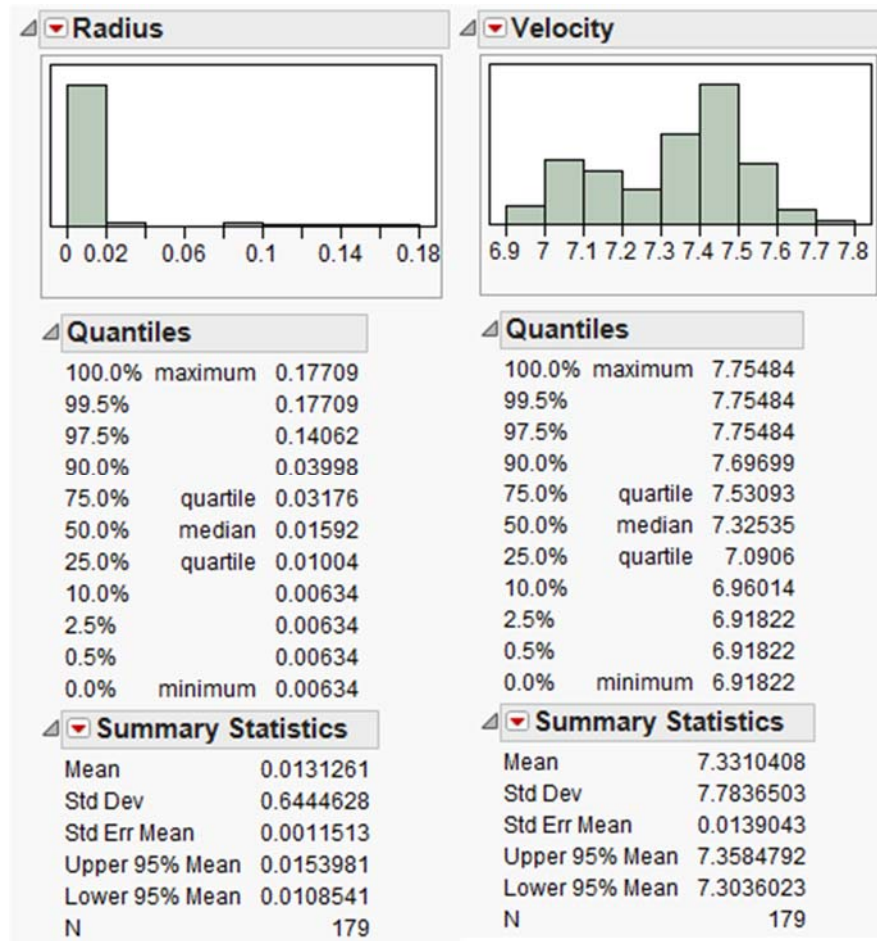 Radius
0 0.02 0.06 0.1 0.14 0.18
Quantiles
100.0% maximum 0.17709
99.5% 0.17709
97.5% 0.14062
90.0% 0.03998
75.0% quartile 0.03176
50.0% median 0.01592
25.0% quartile 0.01004
10.0% 0.00634
2.5% 0.00634
0.5% 0.00634
0.0% minimum 0.00634
Summary Statistics
Mean 0.0131261
Std Dev 0.6444628
Std Err Mean 0.0011513
Upper 95% Mean 0.0153981
Lower 95% Mean 0.0108541
N 179
Velocity
6.9 7 7.1 7.2 7.3 7.4 7.5 7.6 7.7 7.8
Quantiles
100.0% maximum 7.75484
99.5% 7.75484
97.5% 7.75484
90.0% 7.69699
75.0% quartile 7.53093
50.0% median 7.32535
25.0% quartile 7.0906
10.0% 6.96014
2.5% 6.91822
0.5% 6.91822
0.0% minimum 6.91822
Summary Statistics
Mean 7.3310408
Std Dev 7.7836503
Std Err Mean 0.0139043
Upper 95% Mean 7.3584792
Lower 95% Mean 7.3036023
N 179